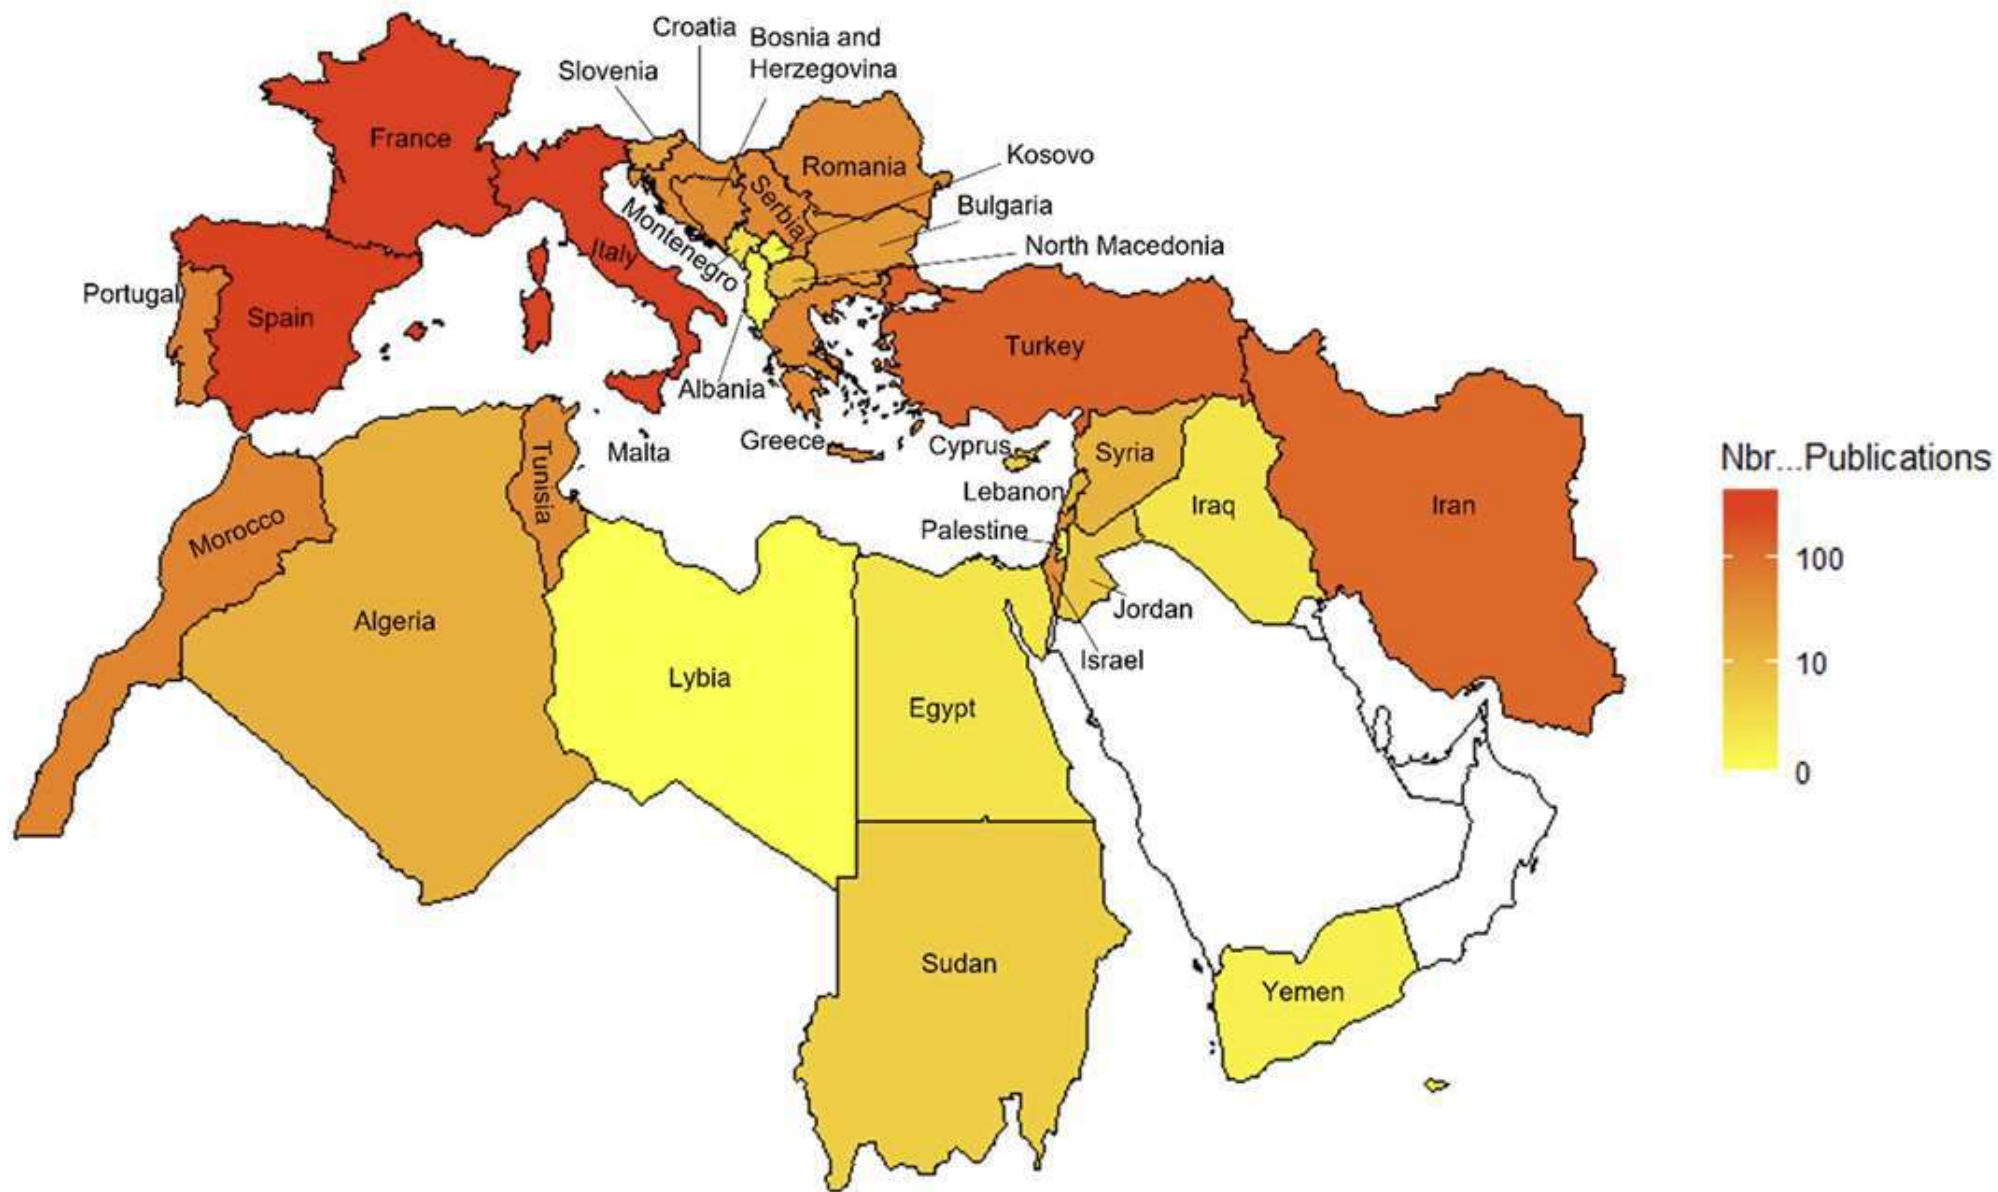 Croatia
Bosnia and
Herzegovina
Slovenia
France
Romania
Kosovo
Serbia
Bulgaria
Montenegro
North Macedonia
Italy
Portugal
Spain
Turkey
Albania
Greece
Cyprus
Malta
Syria
Tunisia
Lebanon
Iraq
Iran
Morocco
Palestine
Jordan
Algeria
Israel
Lybia
Egypt
Sudan
Yemen
Nbr...Publications
100
10
0